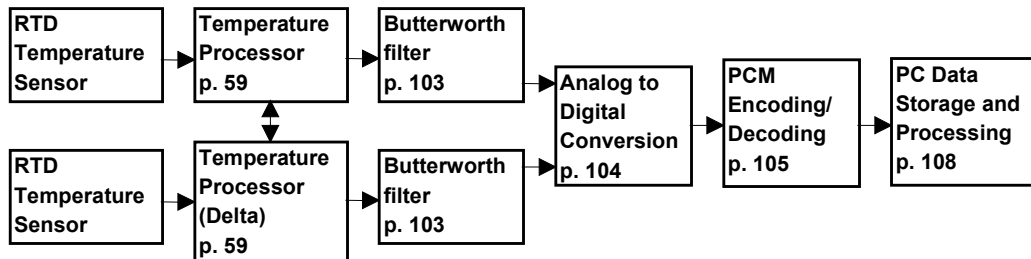 RTD
Temperature
Sensor
Temperature
Processor
p. 59
Butterworth
filter
p. 103
Analog to
Digital
Conversion
p. 104
PCM
Encoding/
Decoding
p. 105
PC Data
Storage and
Processing
p. 108
RTD
Temperature
Sensor
Temperature
Processor
(Delta)
p. 59
Butterworth
filter
p. 103